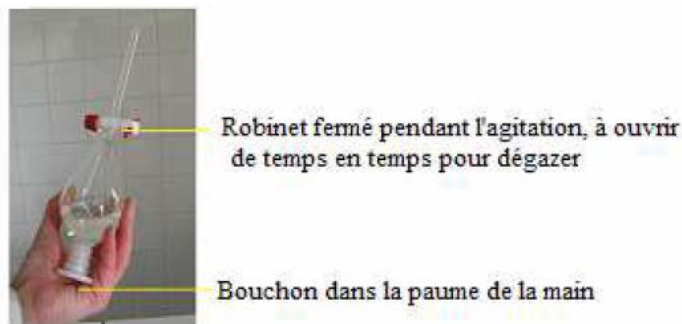 Robinet fermé pendant l'agitation, à ouvrir
de temps en temps pour dégazer
Bouchon dans la paume de la main